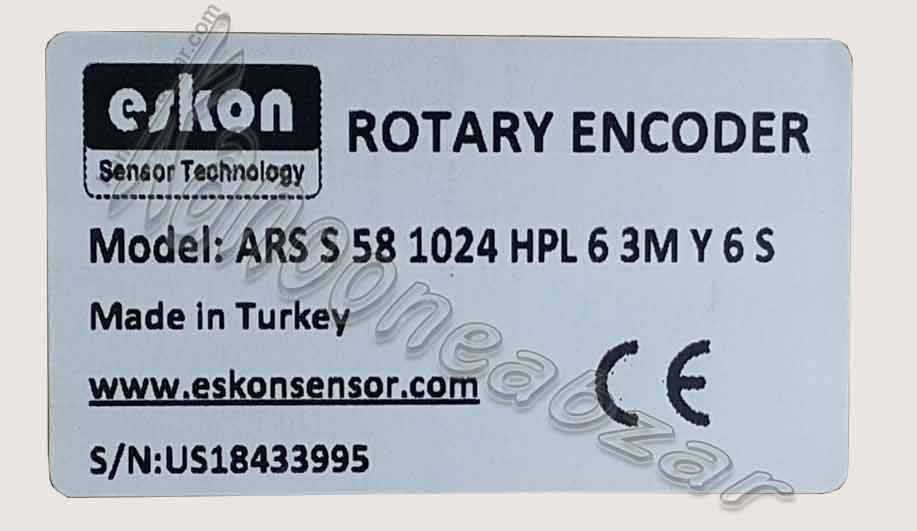 eskon
Sensor Technology
ROTARY ENCODER
Model: ARS S 58 1024 HPL 6 3M Y 6 S
Made in Turkey
www.eskonsensor.com
CE
S/N:US18433995